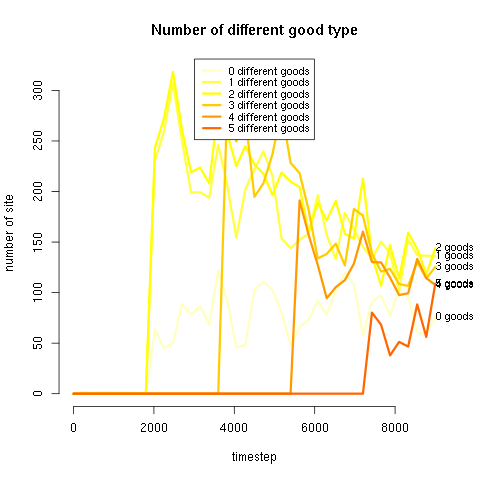 Number of different good type
0 different goods
1 different goods
2 different goods
3 different goods
4 different goods
5 different goods
number of site
300
250
200
150
100
50
0
2 goods
1 goods
3 goods
0 goods
0
2000
4000
6000
8000
timestep